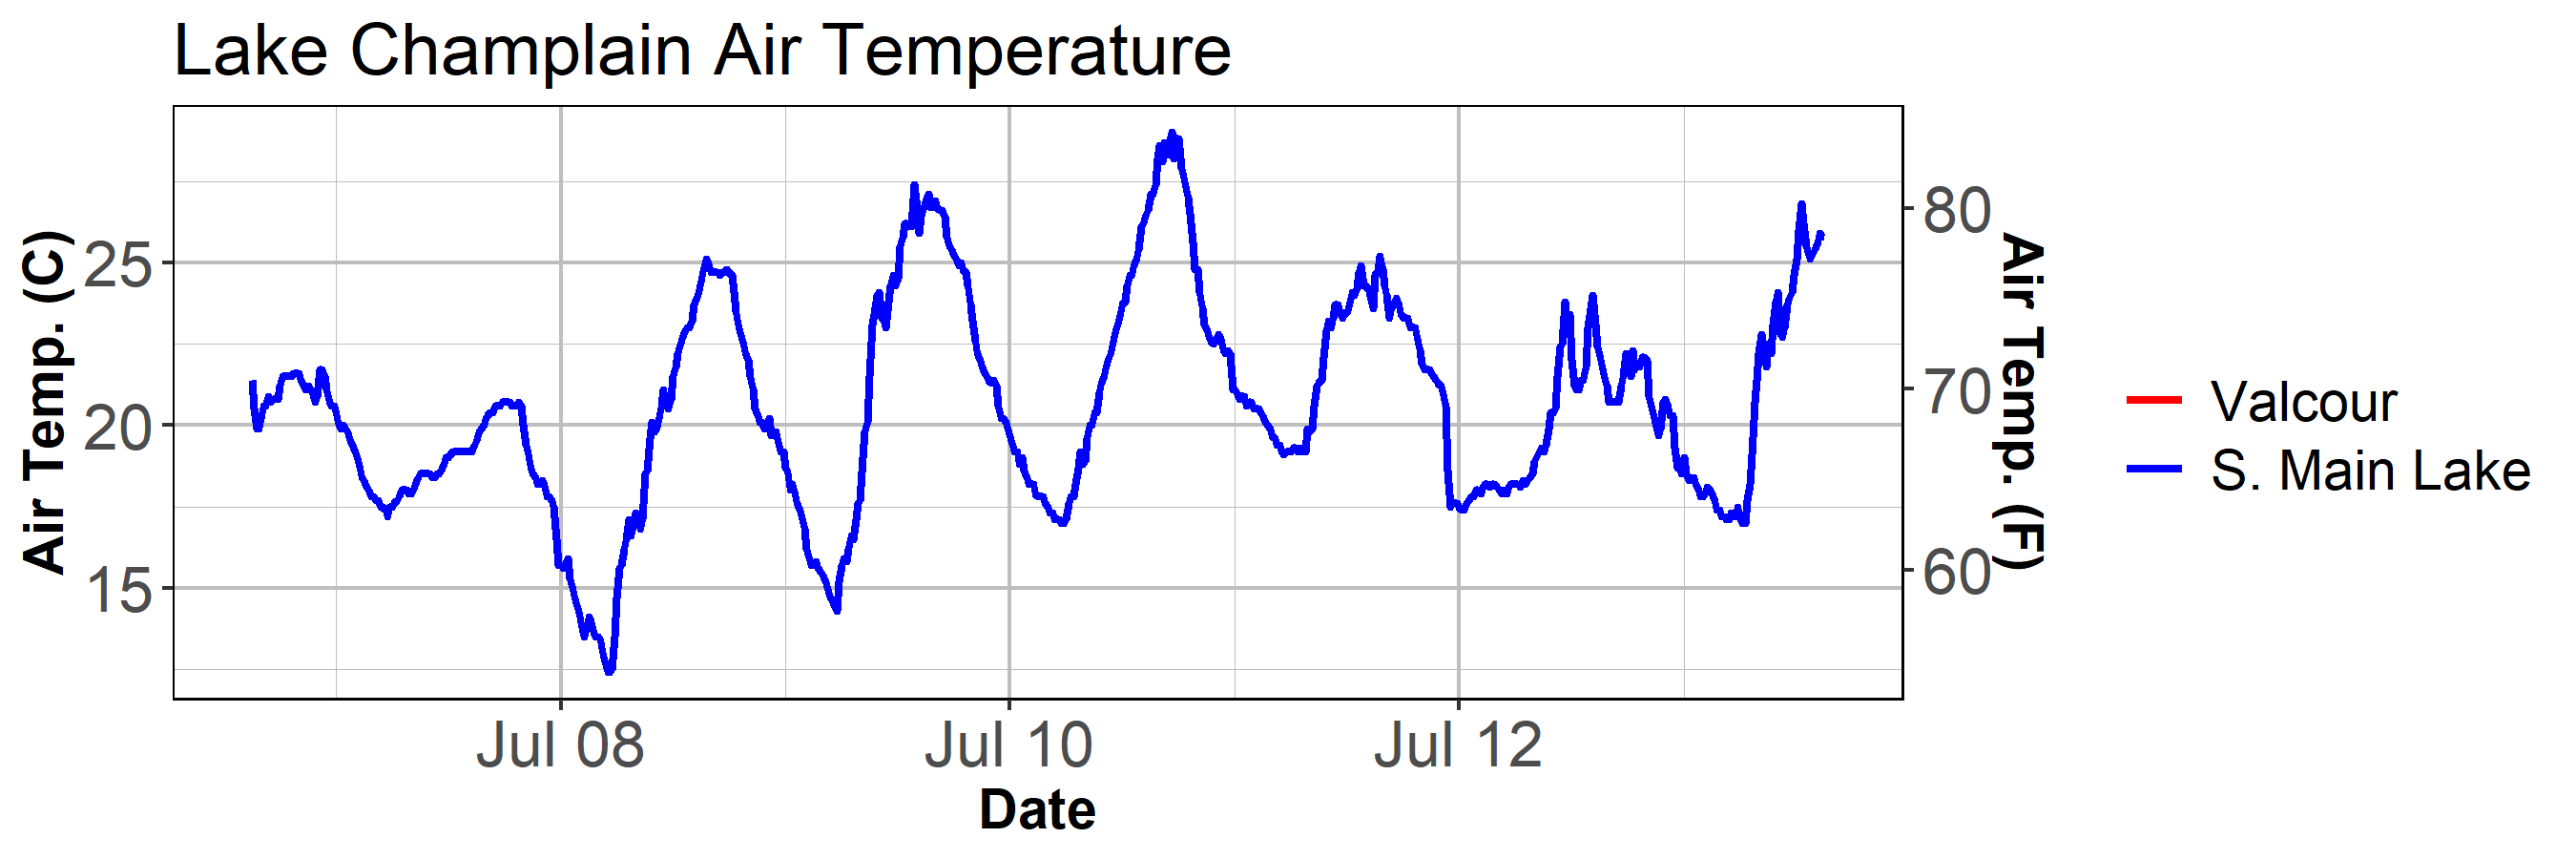 Lake Champlain Air Temperature
Air Temp. (C)
25
20
15
80
70
60
Air Temp. (F)
Jul 08
Jul 10
Jul 12
Date
Valcour
S. Main Lake